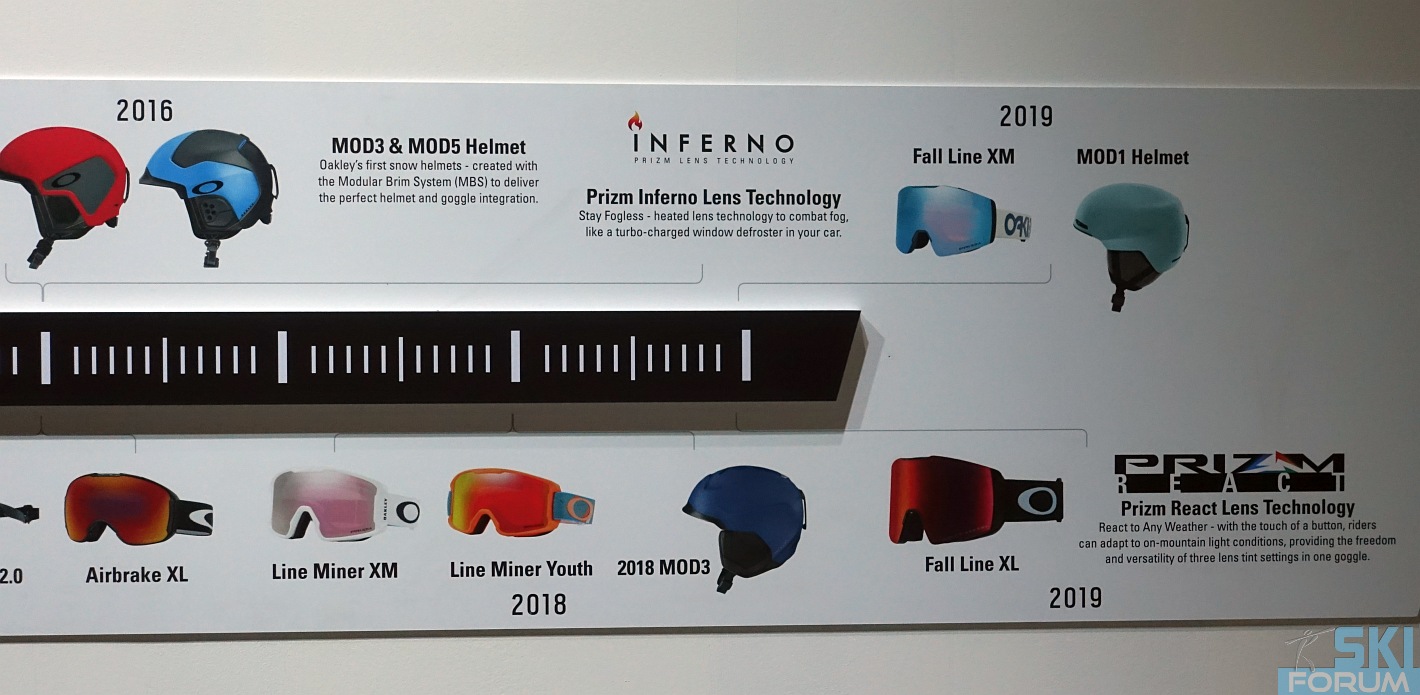 2016
MOD3 & MOD5 Helmet
Oakley's first snow helmets - created with
the Modular Brim System (MBS) to deliver
the perfect helmet and goggle integration.
INFERNO
PRIZM LENS TECHNOLOGY
Prizm Inferno Lens Technology
Stay Fogless - heated lens technology to combat fog,
like a turbo-charged window defroster in your car.
2019
Fall Line XM
MOD1 Helmet
2.0
Airbrake XL
OAKLEY
Line Miner XM
Line Miner Youth
2018 MOD3
2018
Fall Line XL
PRIZM
REACT
Prizm React Lens Technology
React to Any Weather - with the touch of a button, riders
can adapt to on-mountain light conditions, providing the freedom
and versatility of three lens tint settings in one goggle.
2019
SKI
FORUM